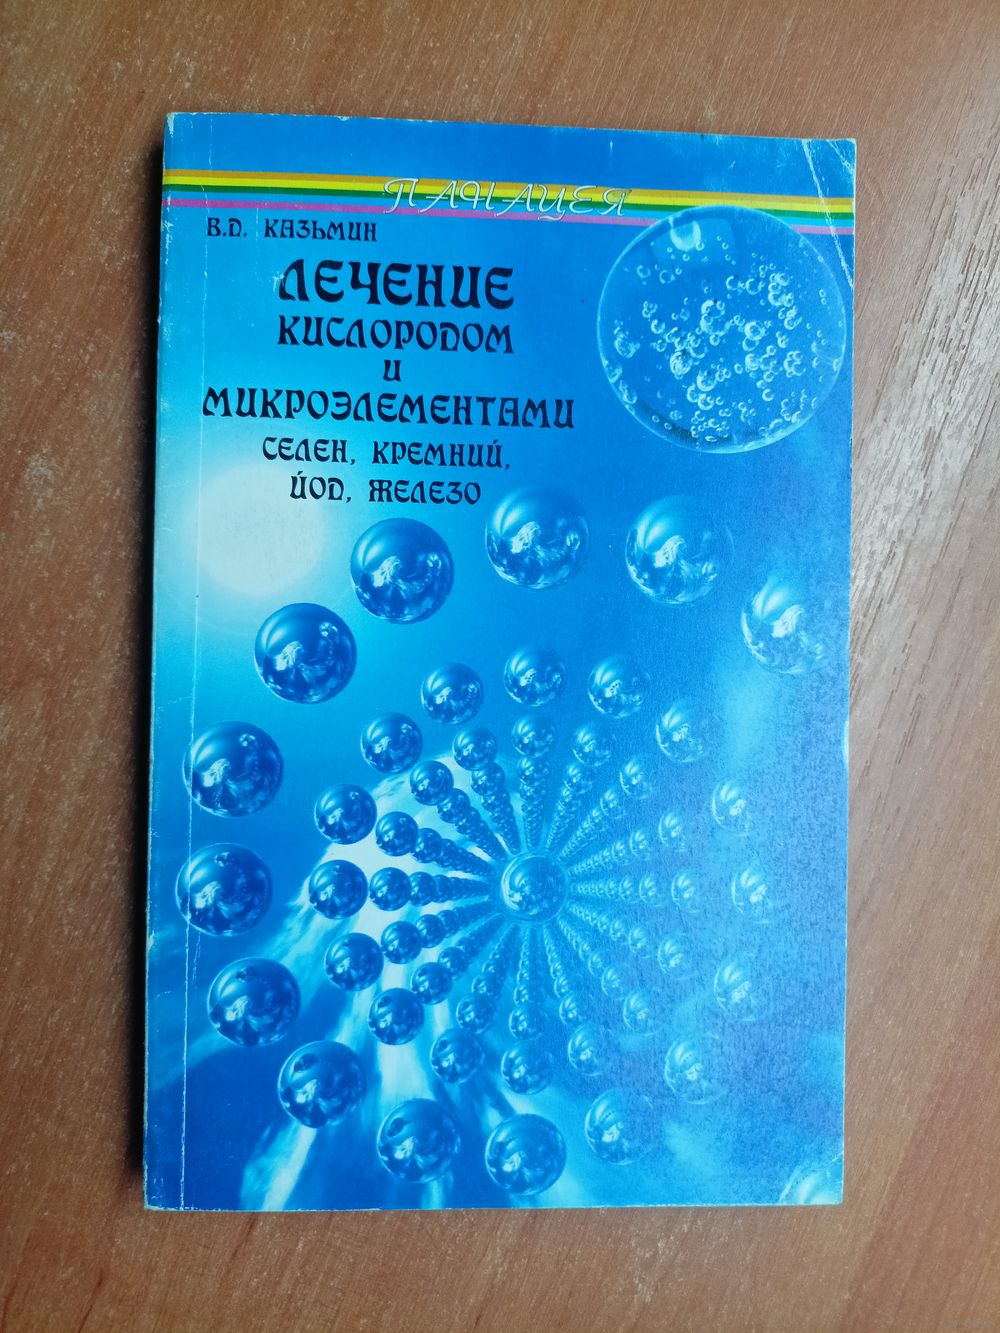 ПАНАЦЕЯ
В.Д. КАЗЬМИН
ЛЕЧЕНИЕ
КИСЛОРОДОМ
И
МИКРОЭЛЕМЕНТАМИ
СЕЛЕН, КРЕМНИЙ,
ЙОД, ЖЕЛЕЗО